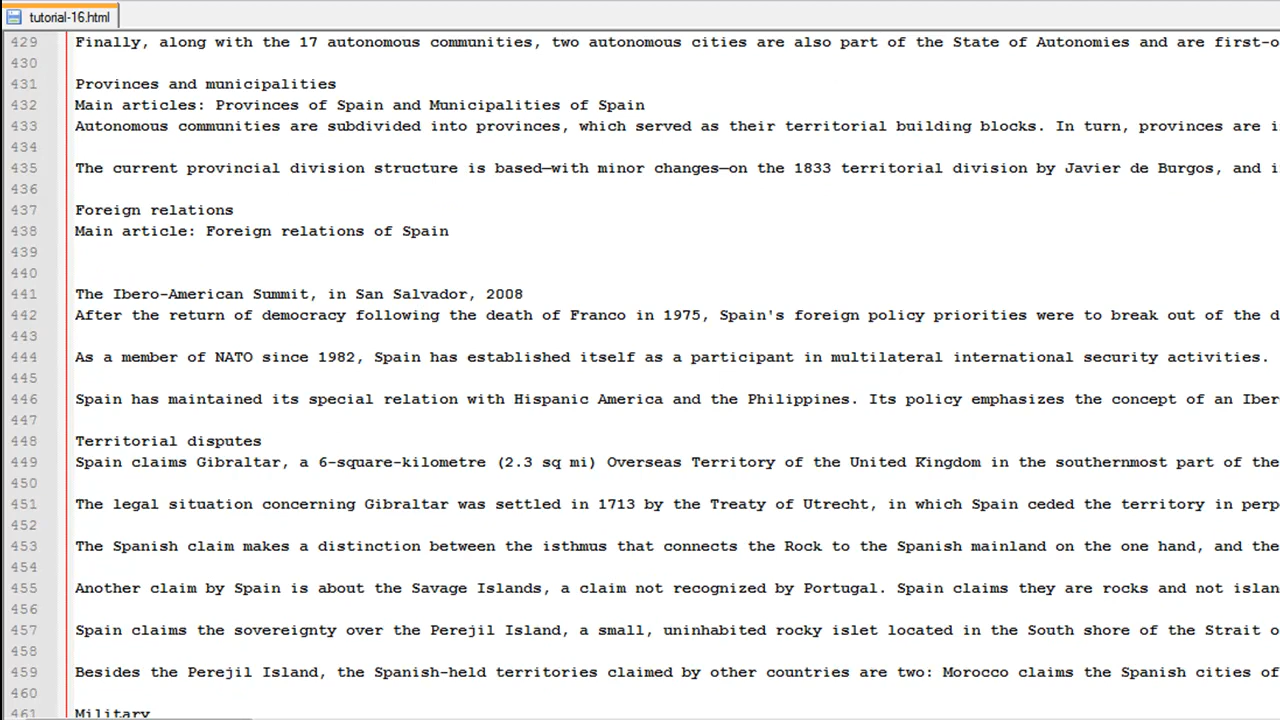 tutorial-16.html
429 Finally, along with the 17 autonomous communities, two autonomous cities are also part of the State of Autonomies and are first-o
430
431 Provinces and municipalities
432 Main articles: Provinces of Spain and Municipalities of Spain
433 Autonomous communities are subdivided into provinces, which served as their territorial building blocks. In turn, provinces are i
434
435 The current provincial division structure is based—with minor changes—on the 1833 territorial division by Javier de Burgos, and i
436
437 Foreign relations
438 Main article: Foreign relations of Spain
439
440
441 The Ibero-American Summit, in San Salvador, 2008
442 After the return of democracy following the death of Franco in 1975, Spain's foreign policy priorities were to break out of the d
443
444 As a member of NATO since 1982, Spain has established itself as a participant in multilateral international security activities.
445
446 Spain has maintained its special relation with Hispanic America and the Philippines. Its policy emphasizes the concept of an Iber
447
448 Territorial disputes
449 Spain claims Gibraltar, a 6-square-kilometre (2.3 sq mi) Overseas Territory of the United Kingdom in the southernmost part of the
450
451 The legal situation concerning Gibraltar was settled in 1713 by the Treaty of Utrecht, in which Spain ceded the territory in perp
452
453 The Spanish claim makes a distinction between the isthmus that connects the Rock to the Spanish mainland on the one hand, and the
454
455 Another claim by Spain is about the Savage Islands, a claim not recognized by Portugal. Spain claims they are rocks and not islan
456
457 Spain claims the sovereignty over the Perejil Island, a small, uninhabited rocky islet located in the South shore of the Strait o
458
459 Besides the Perejil Island, the Spanish-held territories claimed by other countries are two: Morocco claims the Spanish cities of
460
461 Military